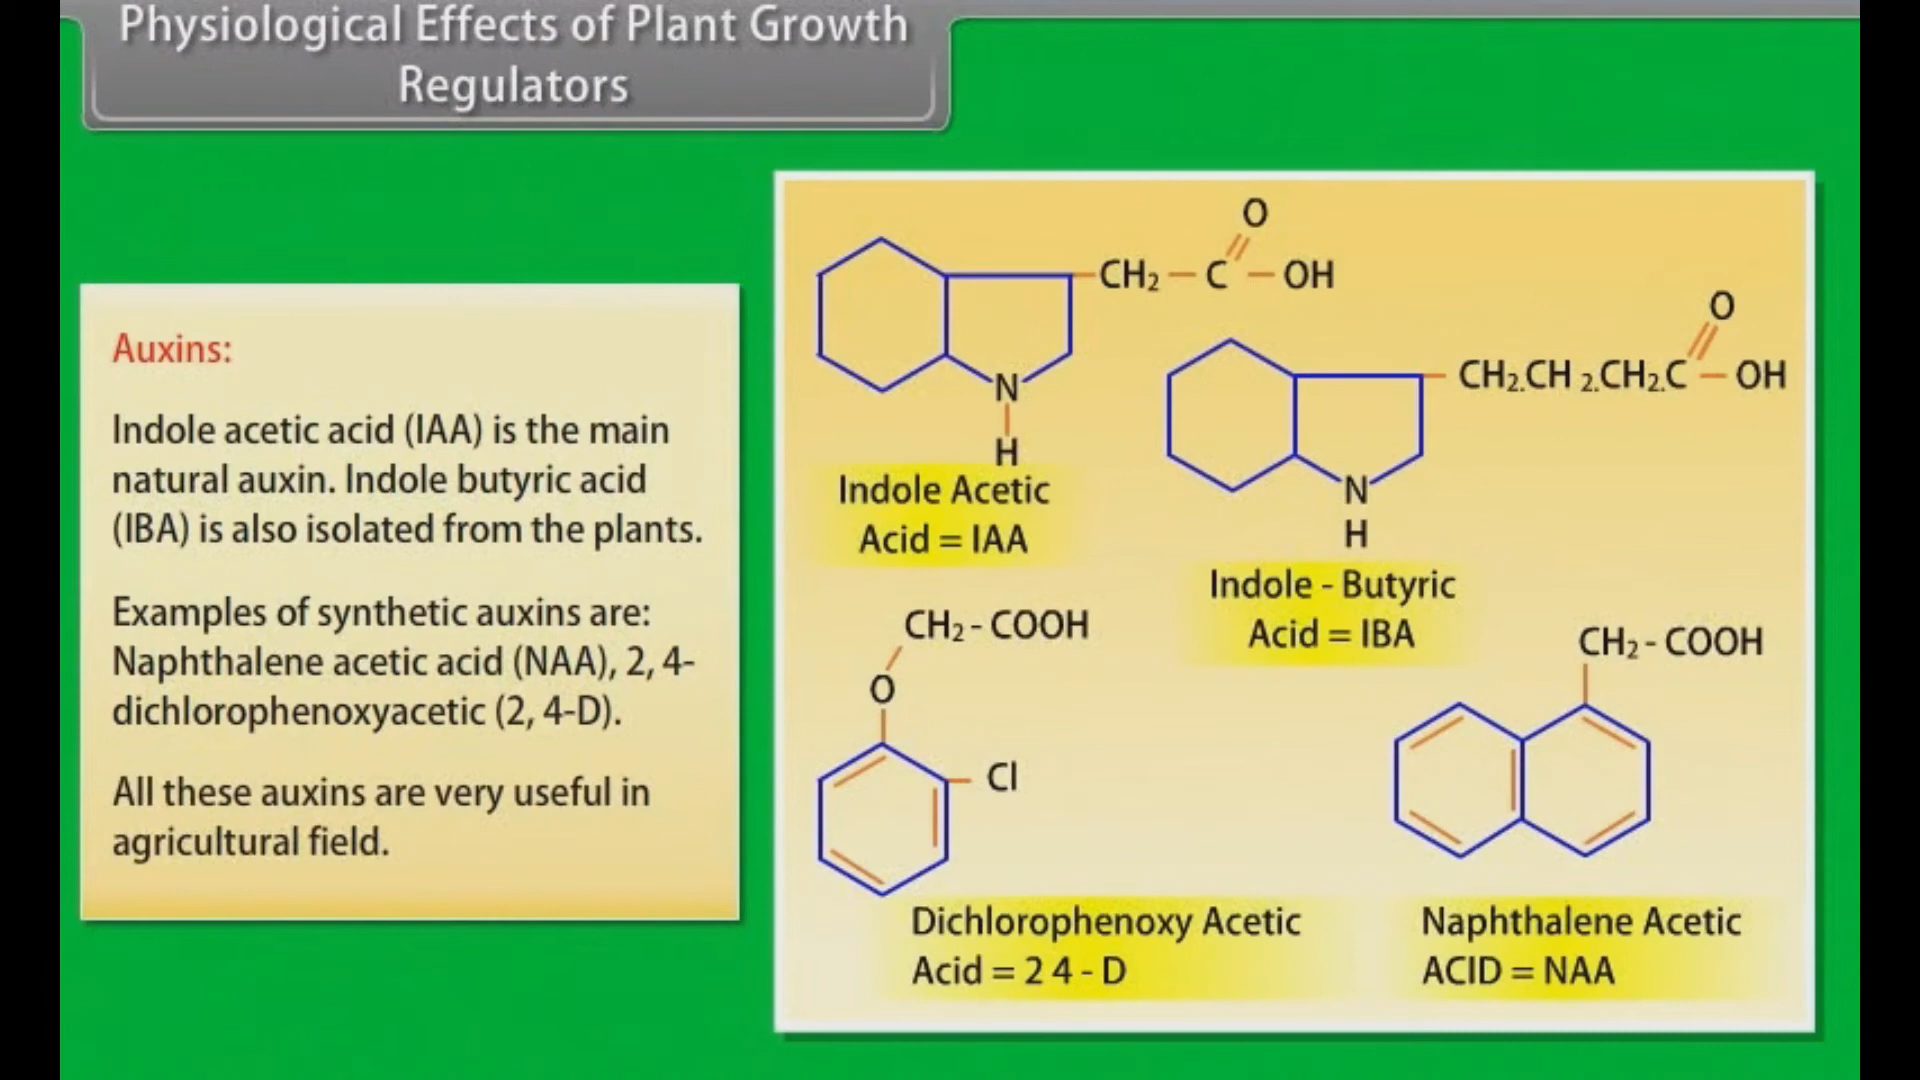 Physiological Effects of Plant Growth
Regulators
Auxins:
Indole acetic acid (IAA) is the main
natural auxin. Indole butyric acid
(IBA) is also isolated from the plants.
Examples of synthetic auxins are:
Naphthalene acetic acid (NAA), 2, 4-
dichlorophenoxyacetic (2, 4-D).
All these auxins are very useful in
agricultural field.
O
CH₂ – C – OH
N
H
Indole Acetic
Acid = IAA
O
CH₂.CH ₂.CH₂.C – OH
N
H
Indole - Butyric
Acid = IBA
CH₂ - COOH
O
Cl
Dichlorophenoxy Acetic
Acid = 2 4 - D
CH₂ - COOH
Naphthalene Acetic
ACID = NAA